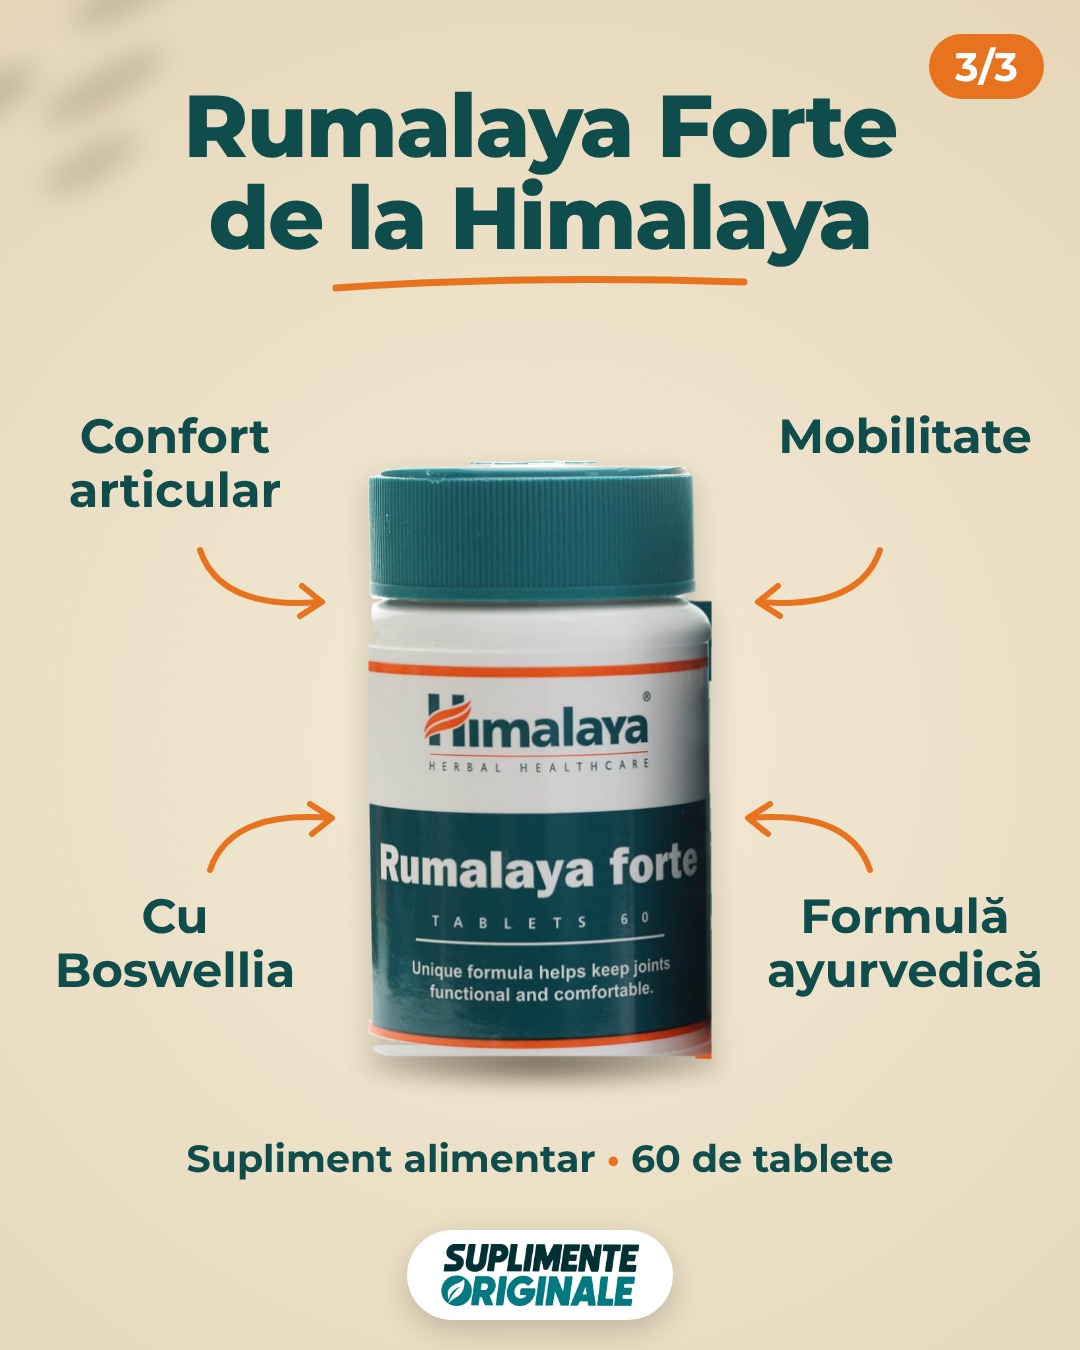 3/3
Rumalaya Forte
de la Himalaya
Confort
articular
Mobilitate
Himalaya®
HERBAL HEALTHCARE
Rumalaya forte
TABLETS 60
Unique formula helps keep joints
functional and comfortable.
Cu
Boswellia
Formulă
ayurvedică
Supliment alimentar • 60 de tablete
SUPLIMENTE
ORIGINALE